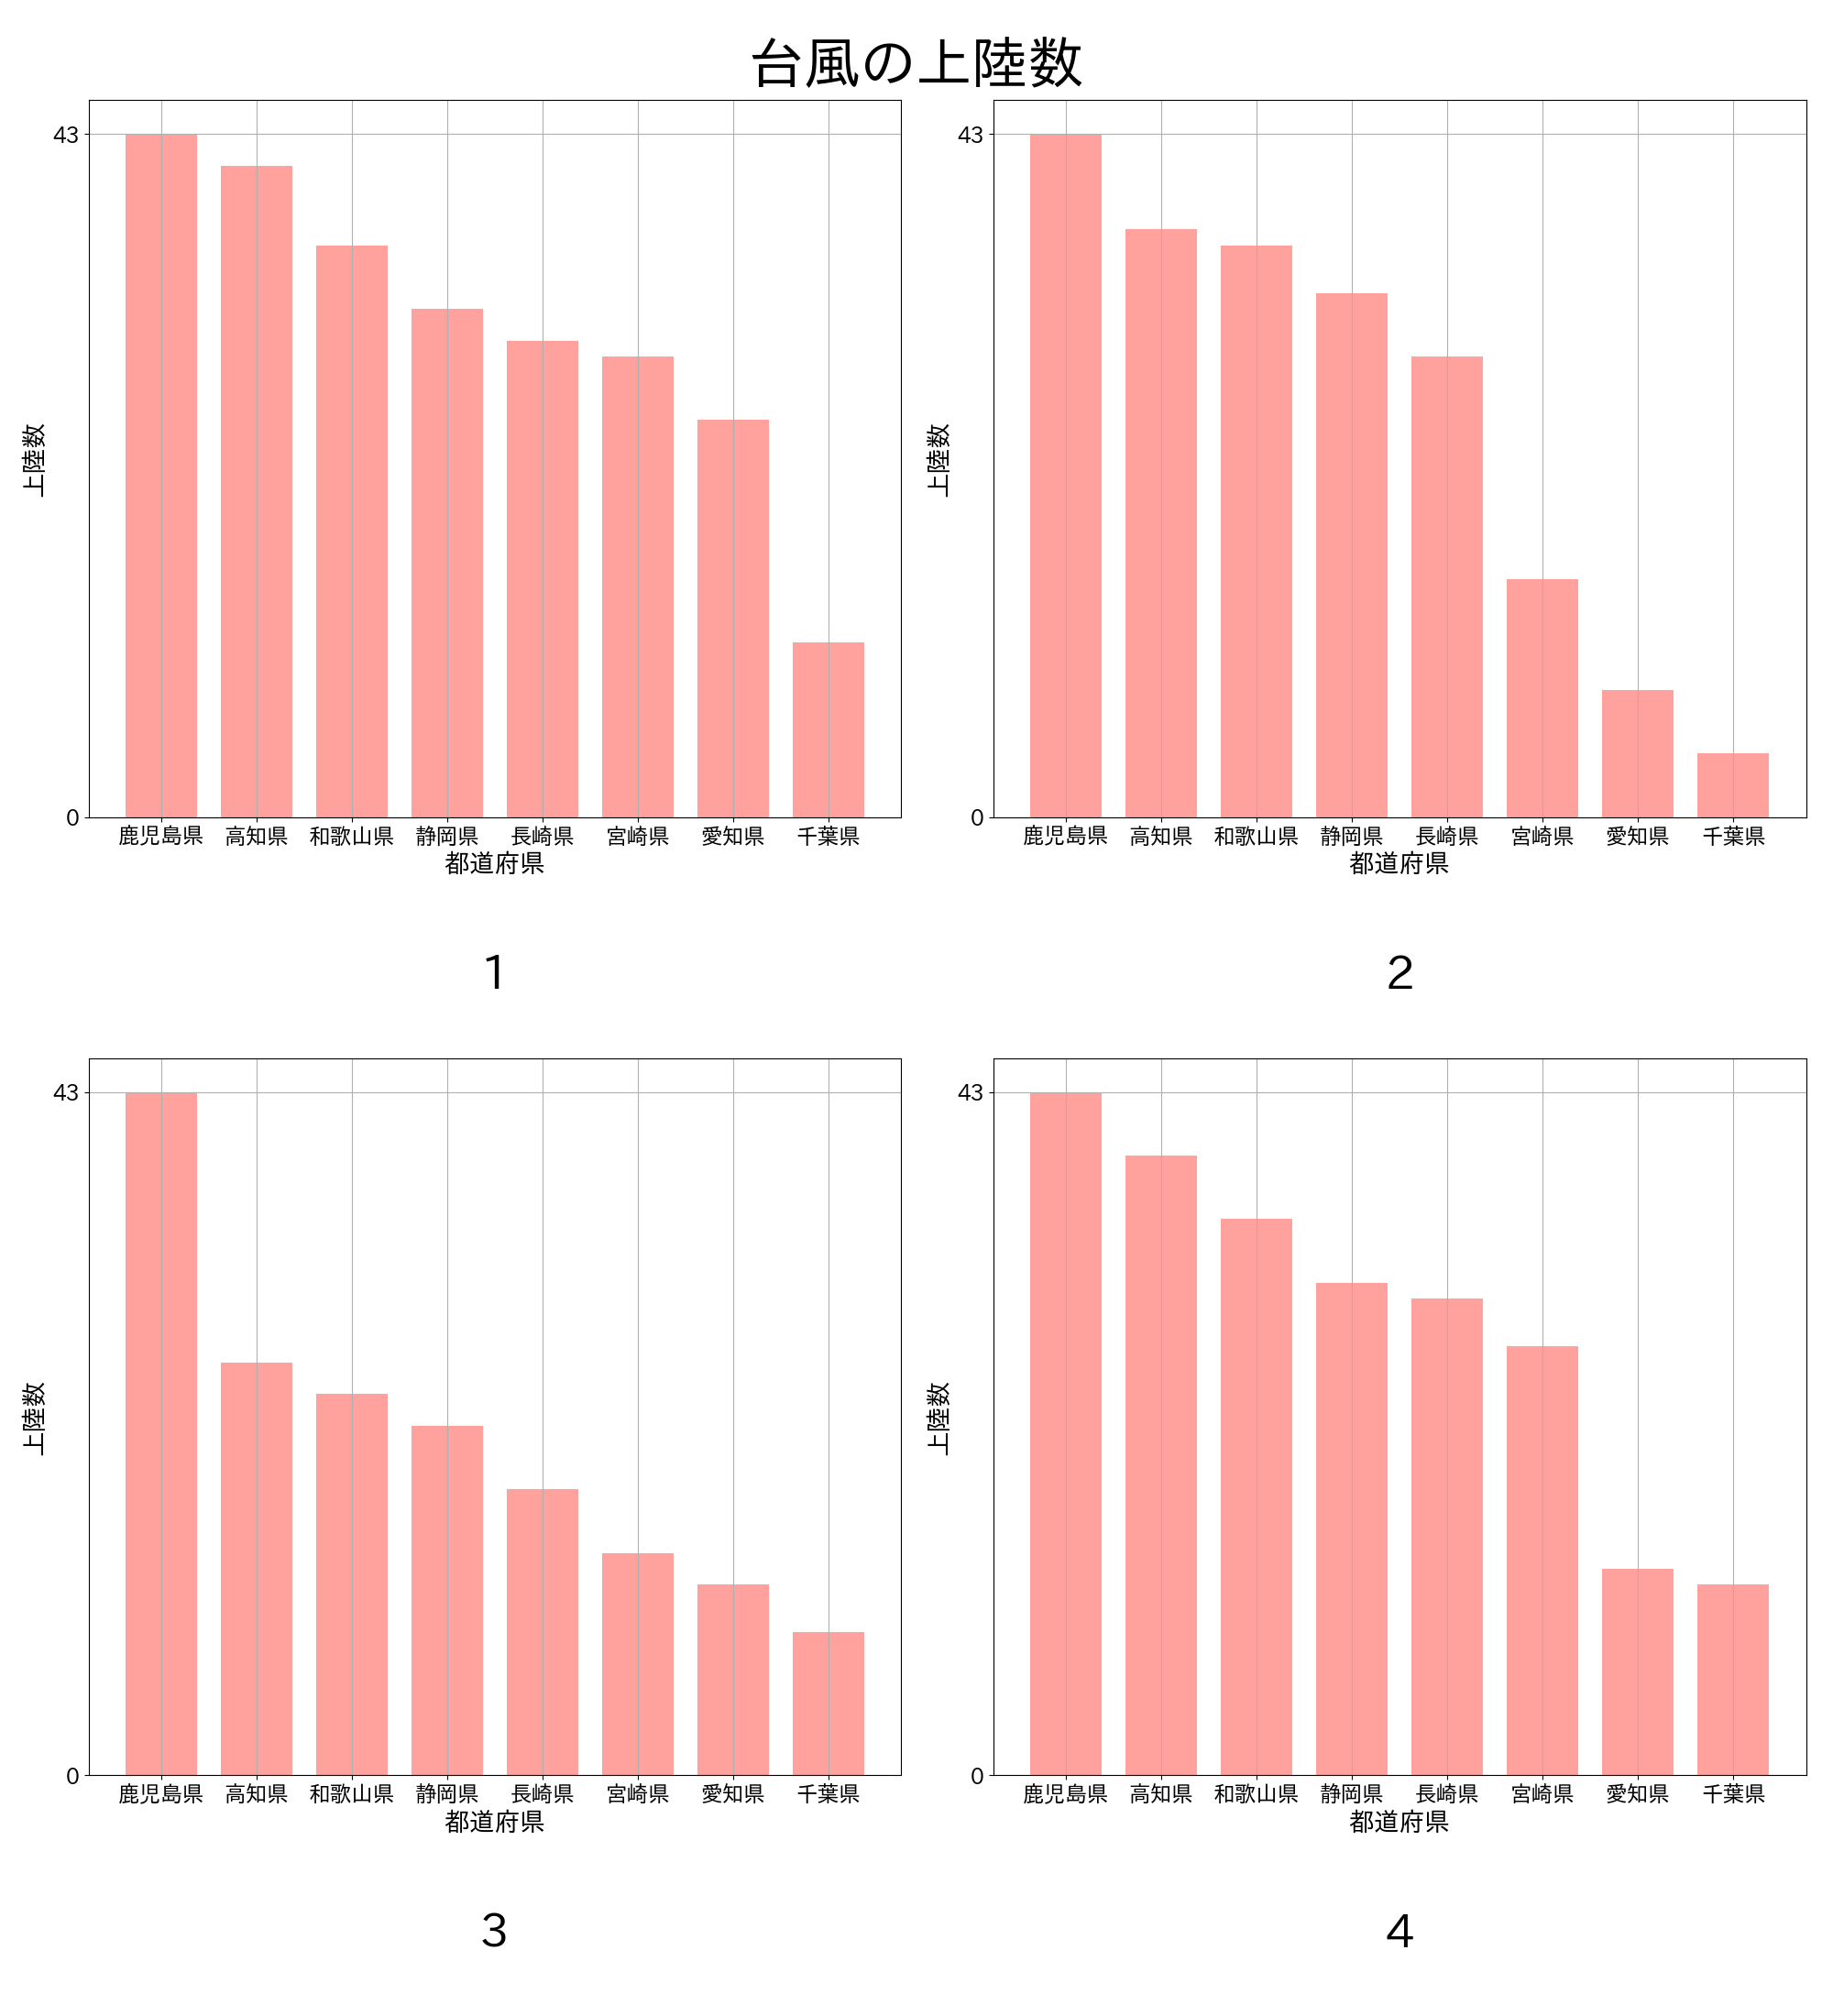 台風の上陸数
43
0
上陸数
鹿児島県 高知県 和歌山県 静岡県 長崎県 宮崎県 愛知県 千葉県
都道府県
1
43
0
上陸数
鹿児島県 高知県 和歌山県 静岡県 長崎県 宮崎県 愛知県 千葉県
都道府県
2
43
0
上陸数
鹿児島県 高知県 和歌山県 静岡県 長崎県 宮崎県 愛知県 千葉県
都道府県
3
43
0
上陸数
鹿児島県 高知県 和歌山県 静岡県 長崎県 宮崎県 愛知県 千葉県
都道府県
4